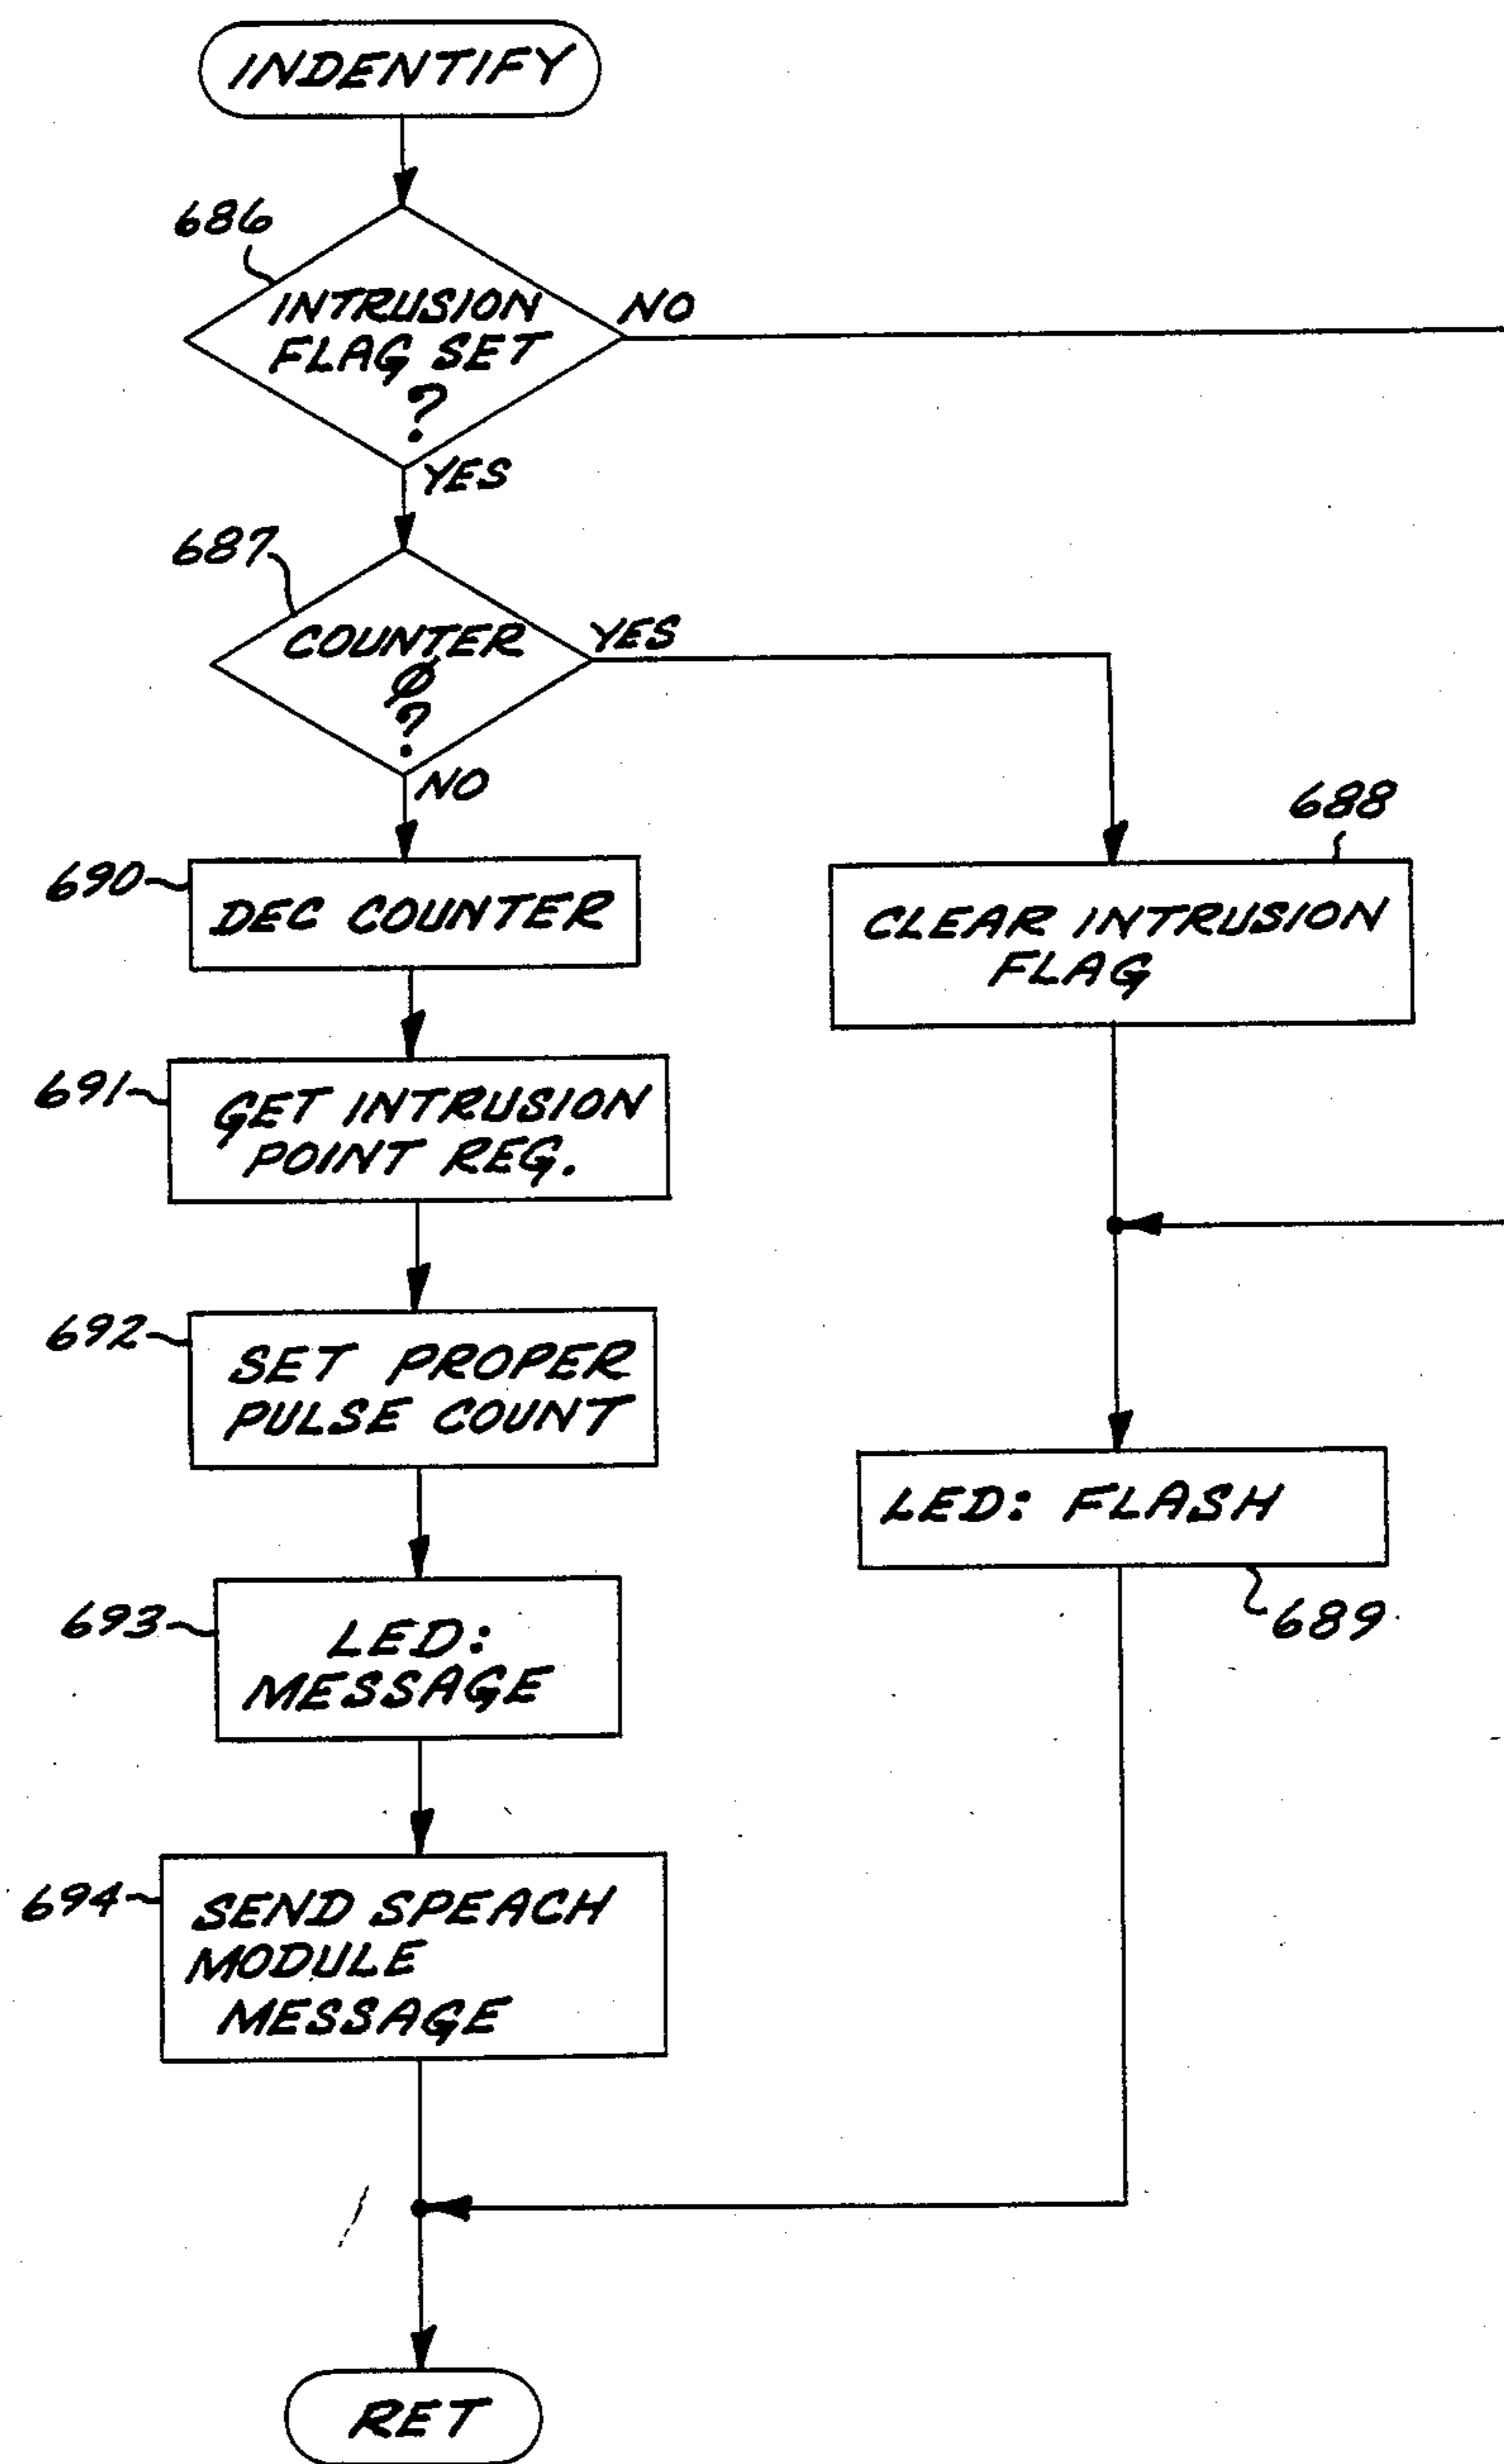 INDENTIFY
686
INTRUSION
FLAG SET
?
NO
YES
687
COUNTER
Ø
?
YES
NO
690
DEC COUNTER
688
CLEAR INTRUSION
FLAG
691
GET INTRUSION
POINT REG.
692
SET PROPER
PULSE COUNT
LED: FLASH
689
693
LED:
MESSAGE
694
SEND SPEACH
MODULE
MESSAGE
RET